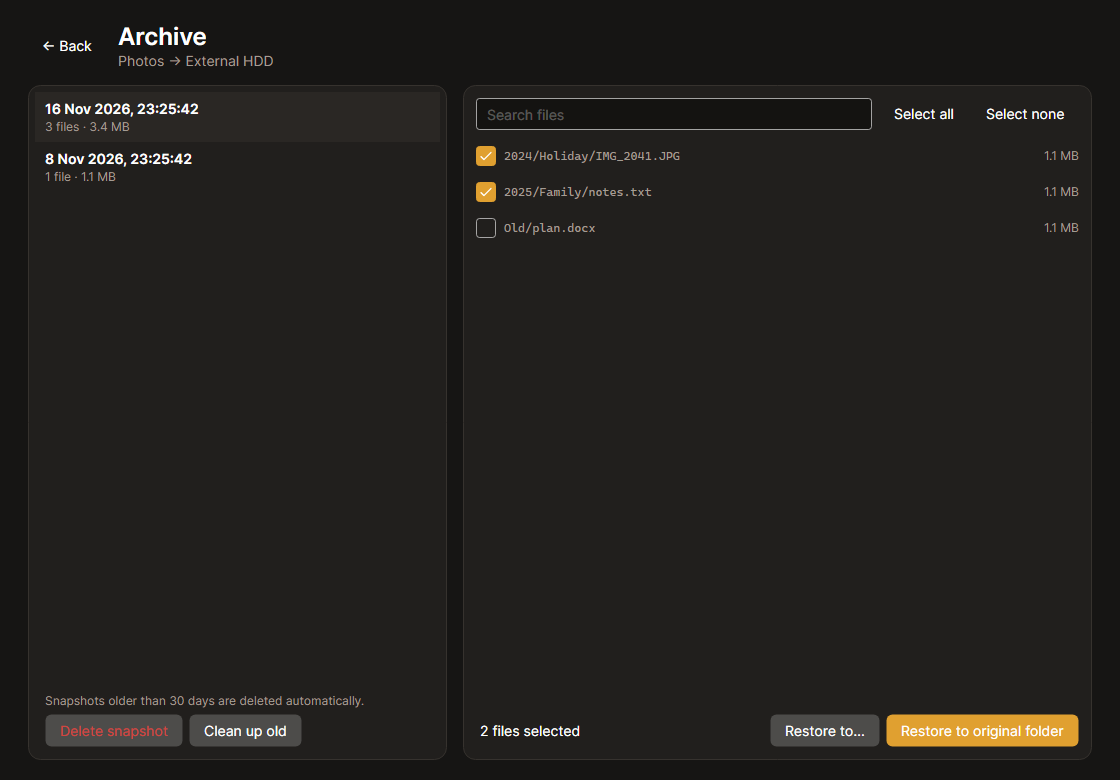 ← Back
Archive
Photos → External HDD
16 Nov 2026, 23:25:42
3 files · 3.4 MB
8 Nov 2026, 23:25:42
1 file · 1.1 MB
Snapshots older than 30 days are deleted automatically.
Delete snapshot
Clean up old
Search files
Select all
Select none
2024/Holiday/IMG_2041.JPG 1.1 MB
2025/Family/notes.txt 1.1 MB
Old/plan.docx 1.1 MB
2 files selected
Restore to...
Restore to original folder